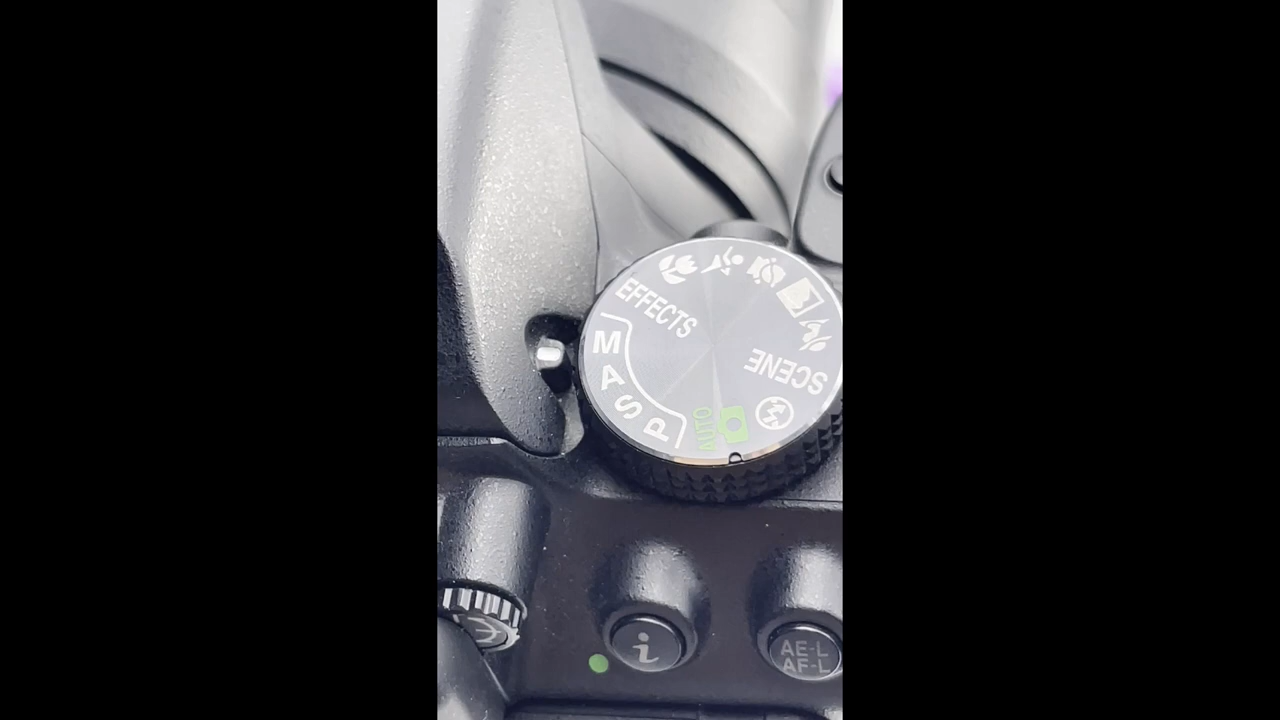 EFFECTS
M
A
S
P
AUTO
SCENE
i
AE-L
AF-L